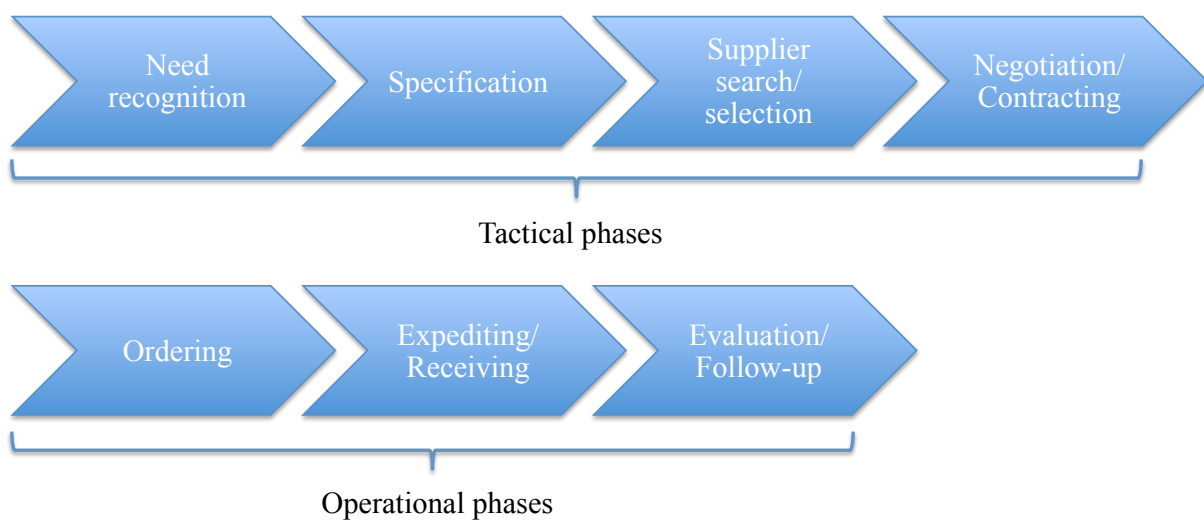 Need
recognition
Specification
Supplier
search/
selection
Negotiation/
Contracting
Tactical phases
Ordering
Expediting/
Receiving
Evaluation/
Follow-up
Operational phases